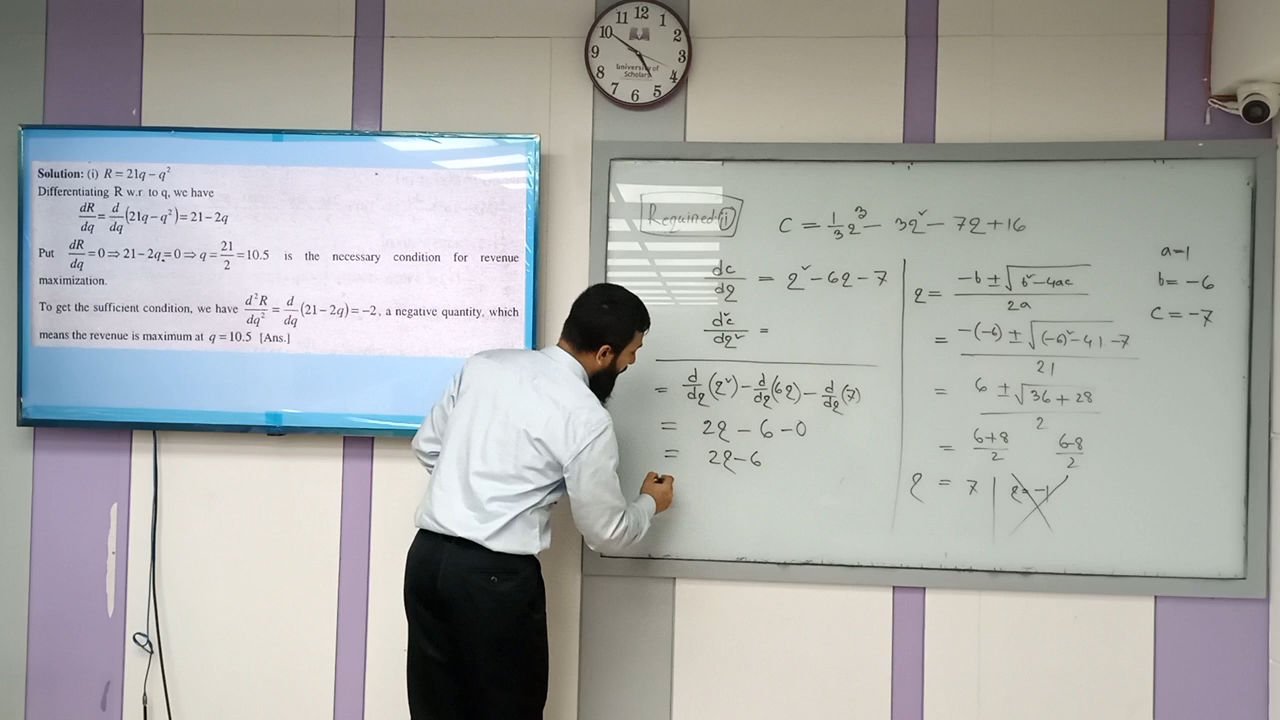 Solution: (i) R = 21q − q²
Differentiating R w.r to q, we have
dR/dq = d/dq (21q − q²) = 21 − 2q
Put dR/dq = 0 ⇒ 21 − 2q = 0 ⇒ q = 21/2 = 10.5 is the necessary condition for revenue
maximization.
To get the sufficient condition, we have d²R/dq² = d/dq (21 − 2q) = −2, a negative quantity, which
means the revenue is maximum at q = 10.5 [Ans.]
11 12 1
10 2
9 3
8 4
7 6 5
University of
Scholars
Required: (ii)
C = 1/3 q³ − 3q² − 7q + 16
dc/dq = q² − 6q − 7
d²c/dq² =
= d/dq (q²) − d/dq (6q) − d/dq (7)
= 2q − 6 − 0
= 2q − 6
q = −b ± √b² − 4ac / 2a
= −(−6) ± √(−6)² − 4·1·−7 / 2·1
= 6 ± √36 + 28 / 2
= 6+8/2 6−8/2
q = 7 | q = −1
a = 1
b = −6
C = −7